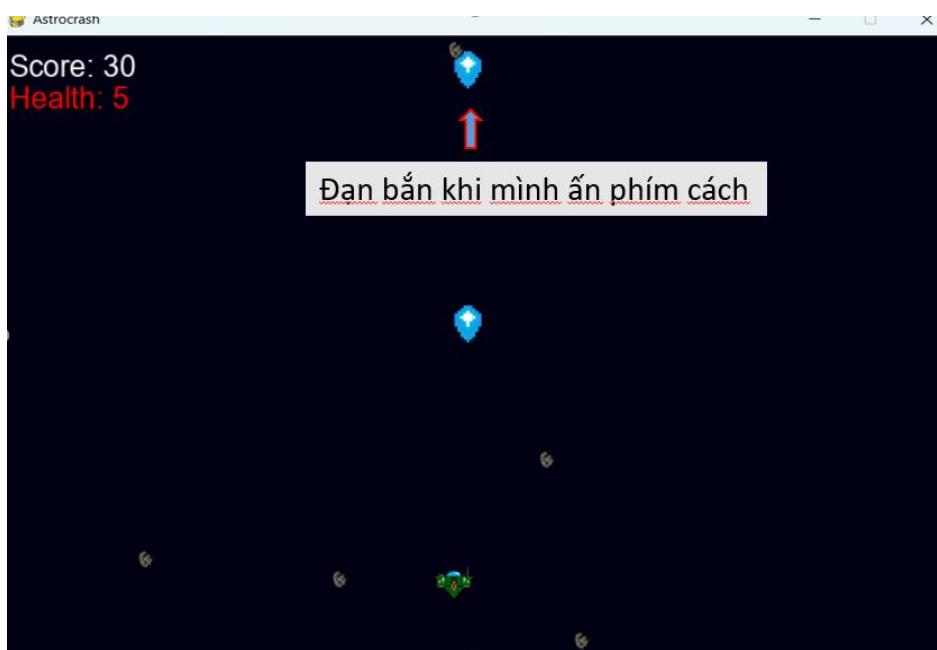 Astrocrash
Score: 30
Health: 5
Đạn bắn khi mình ấn phím cách